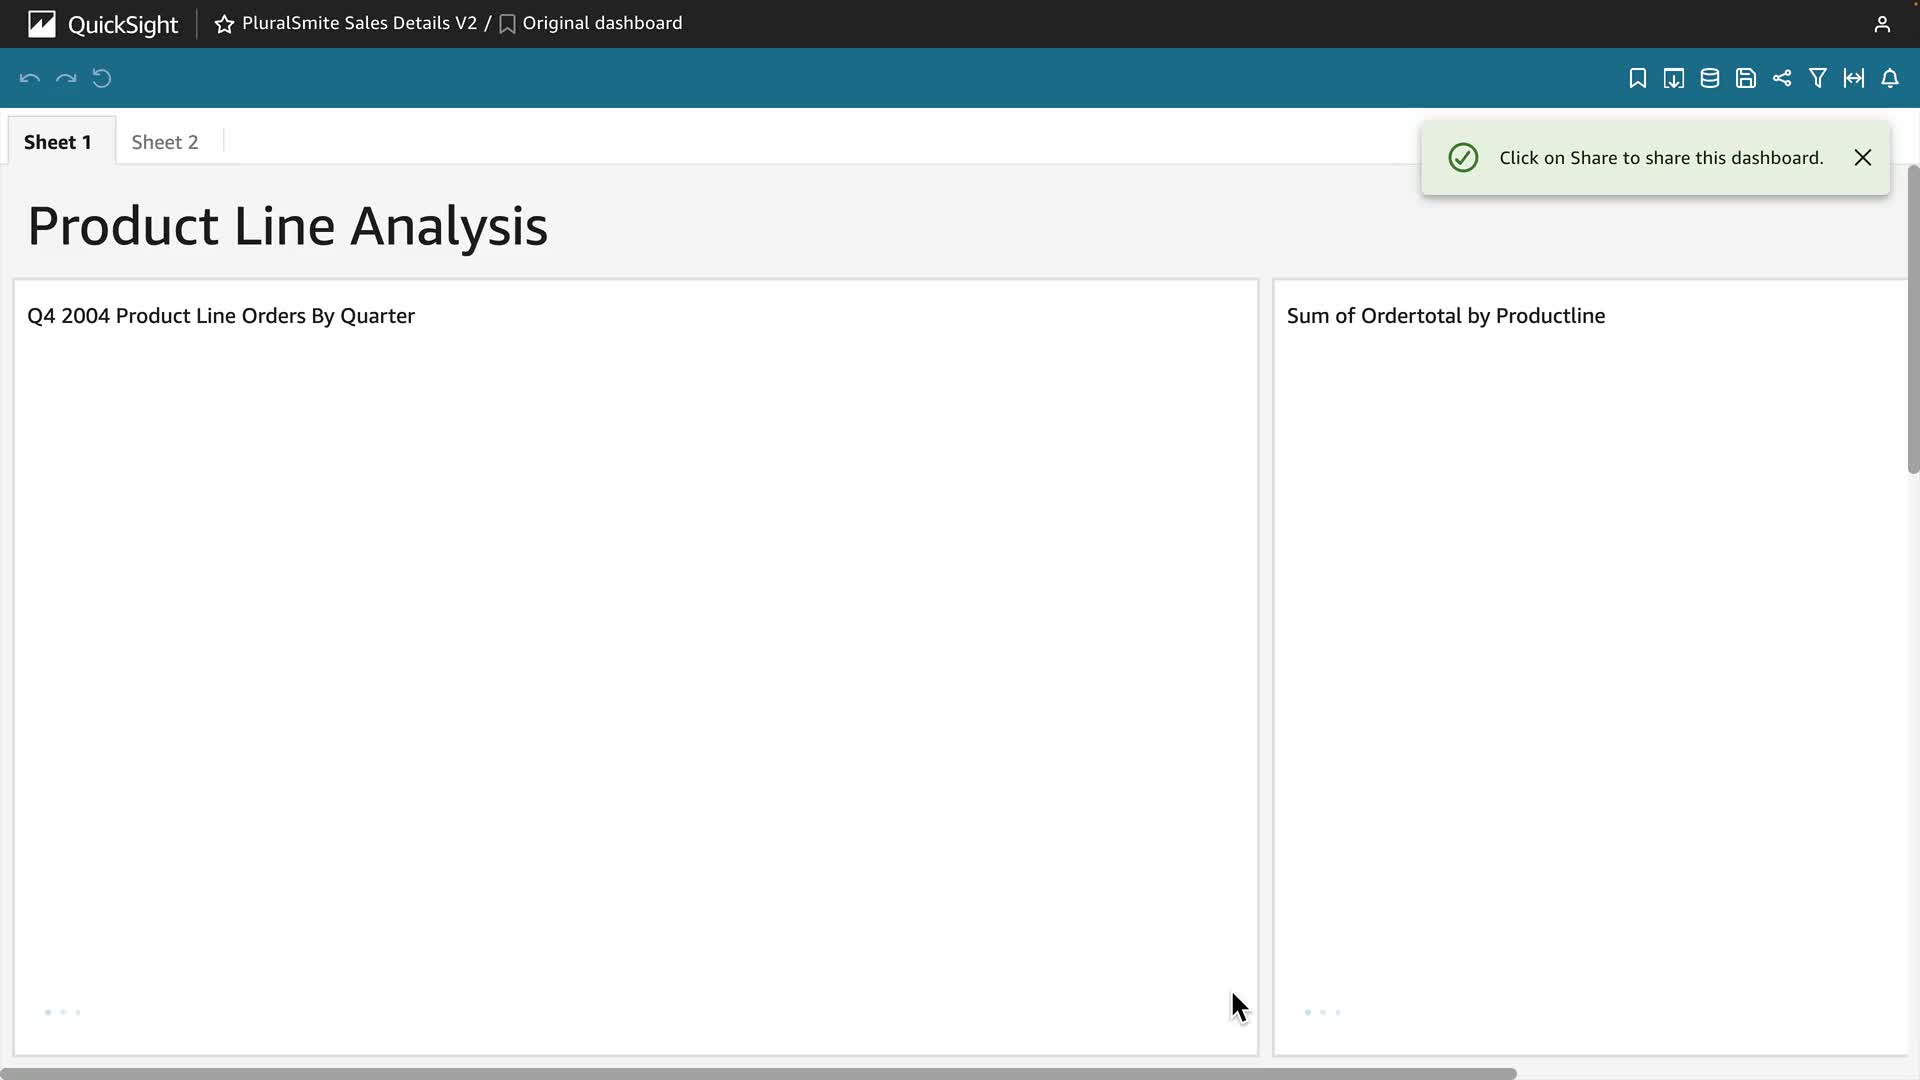 QuickSight
PluralSmite Sales Details V2 / Original dashboard
Sheet 1
Sheet 2
Click on Share to share this dashboard.
Product Line Analysis
Q4 2004 Product Line Orders By Quarter
Sum of Ordertotal by Productline